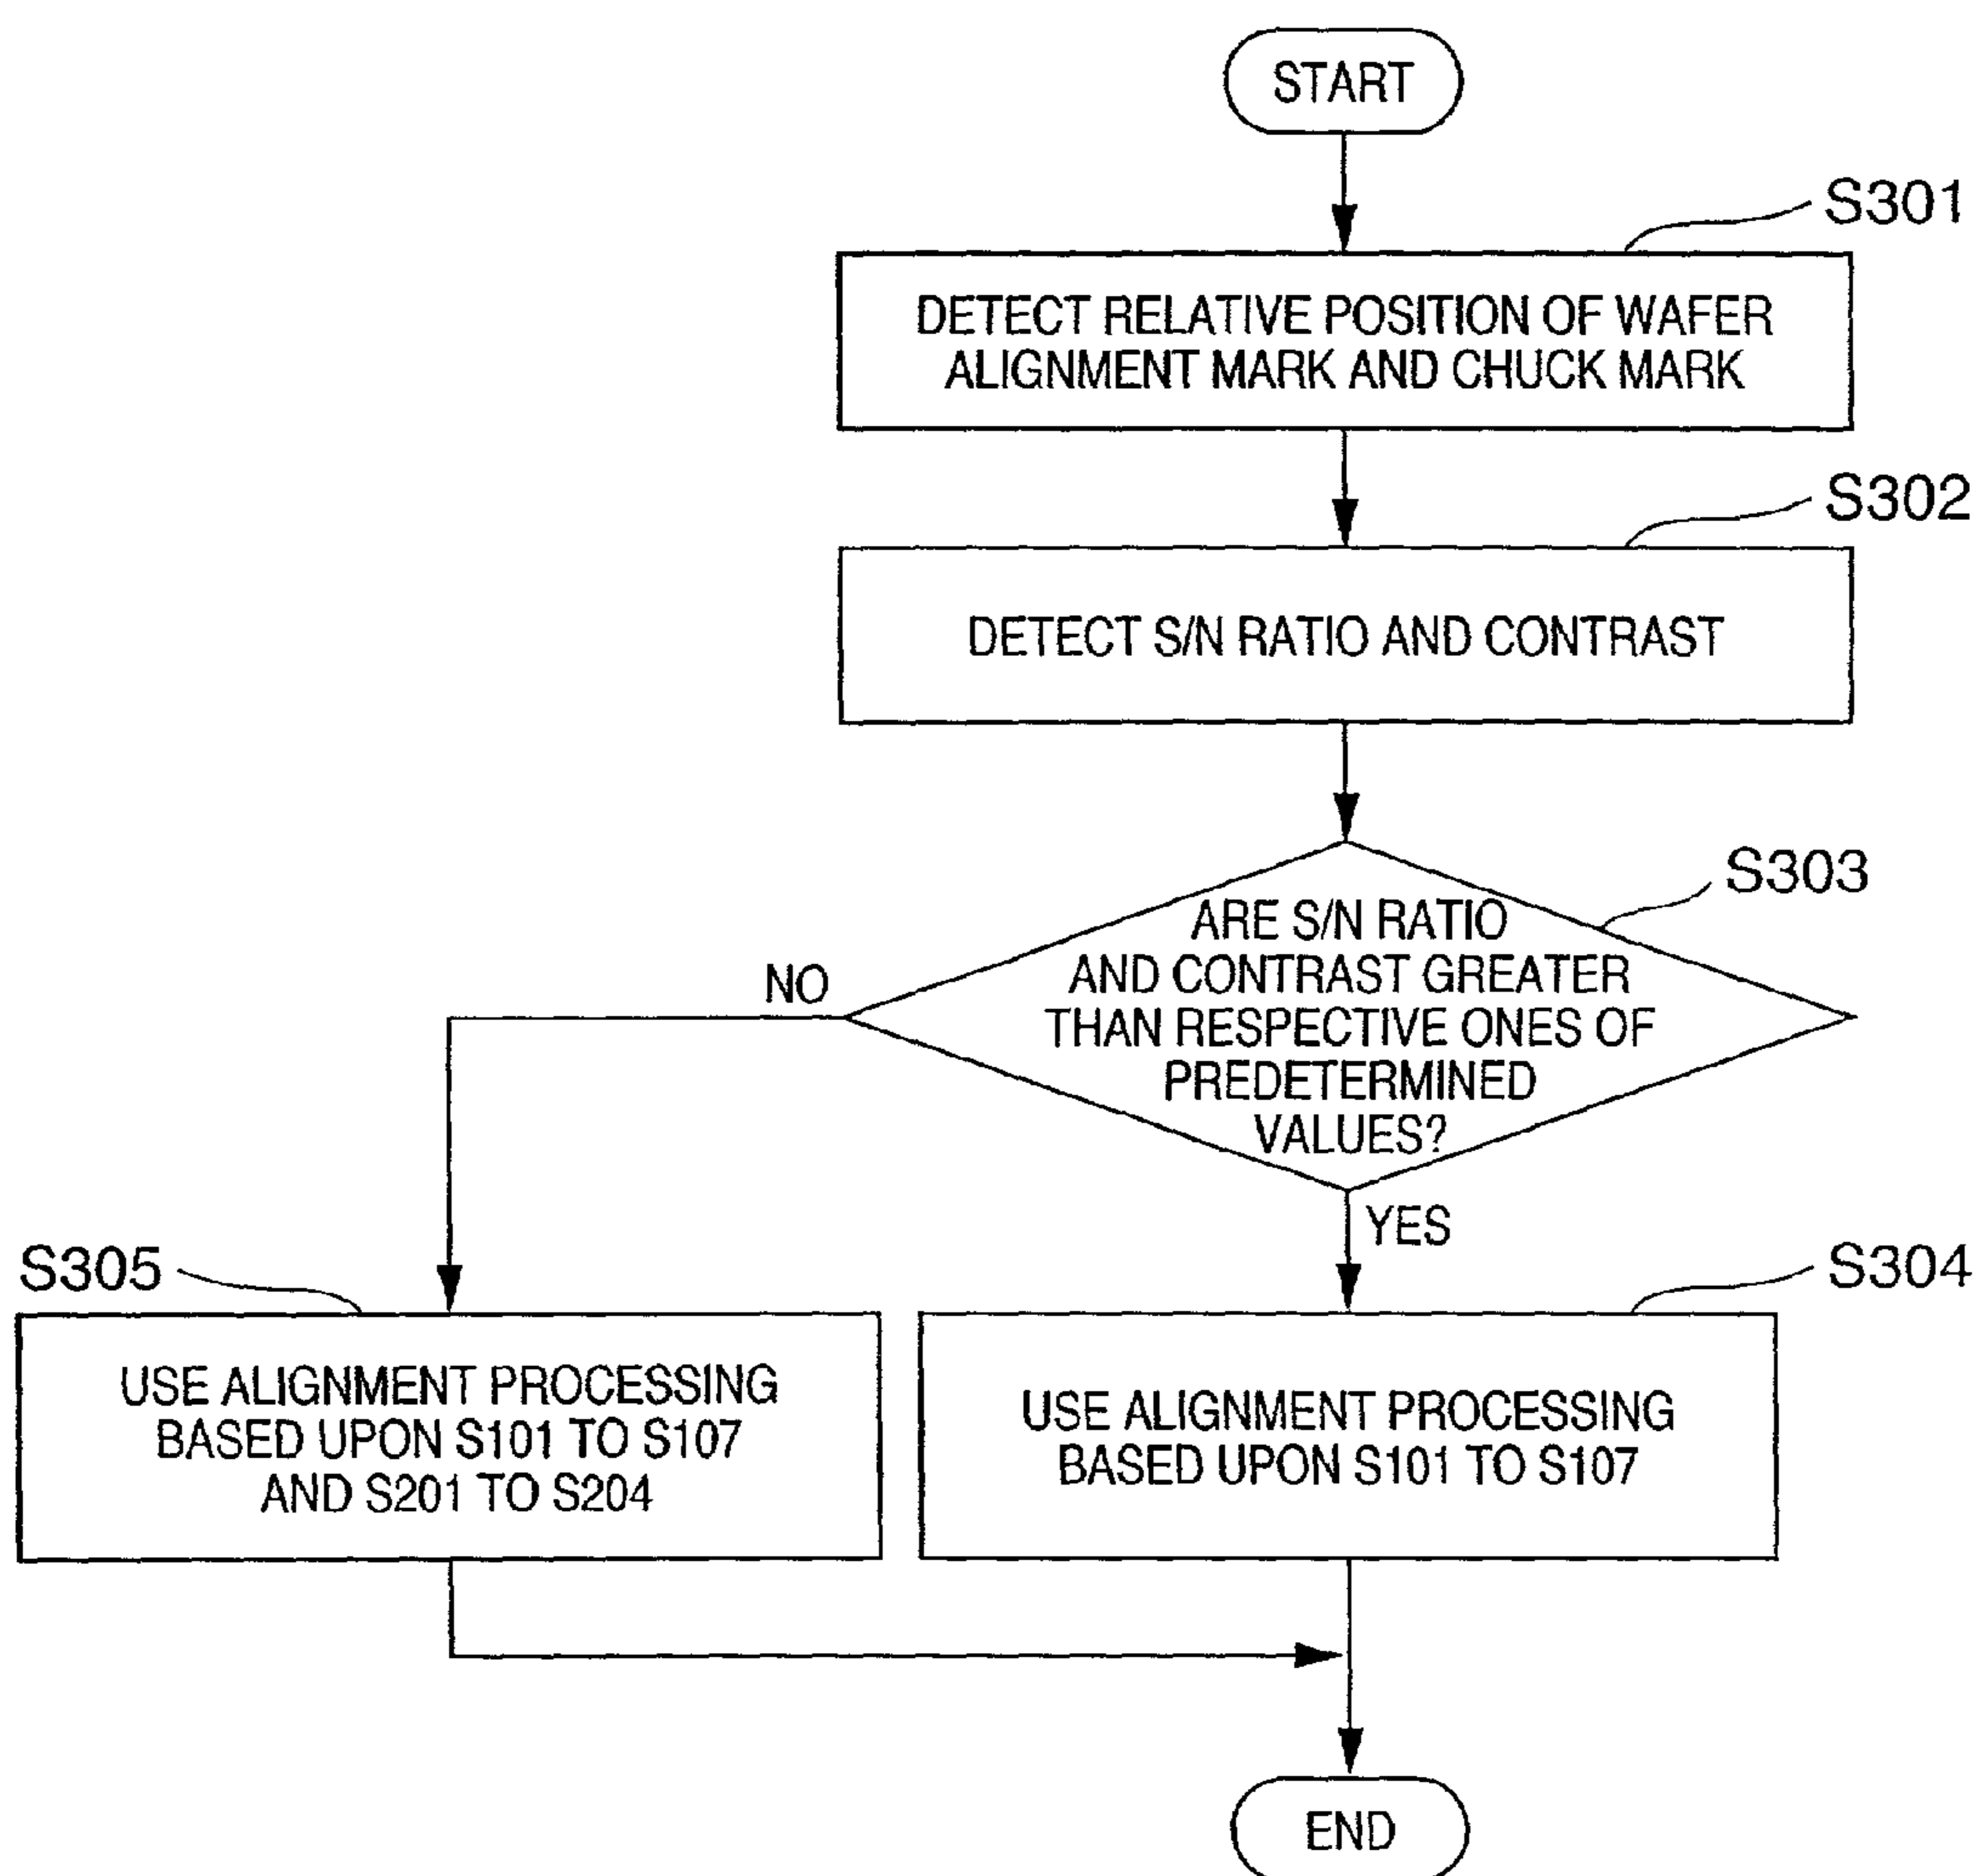 START
S301
DETECT RELATIVE POSITION OF WAFER
ALIGNMENT MARK AND CHUCK MARK
S302
DETECT S/N RATIO AND CONTRAST
S303
ARE S/N RATIO
AND CONTRAST GREATER
THAN RESPECTIVE ONES OF
PREDETERMINED
VALUES?
NO
YES
S305
USE ALIGNMENT PROCESSING
BASED UPON S101 TO S107
AND S201 TO S204
S304
USE ALIGNMENT PROCESSING
BASED UPON S101 TO S107
END